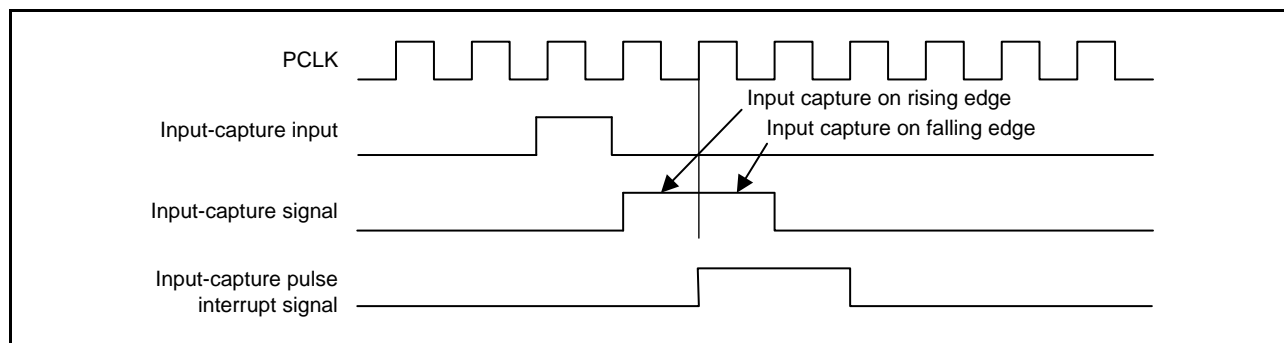 PCLK
Input capture on rising edge
Input-capture input
Input capture on falling edge
Input-capture signal
Input-capture pulse
interrupt signal